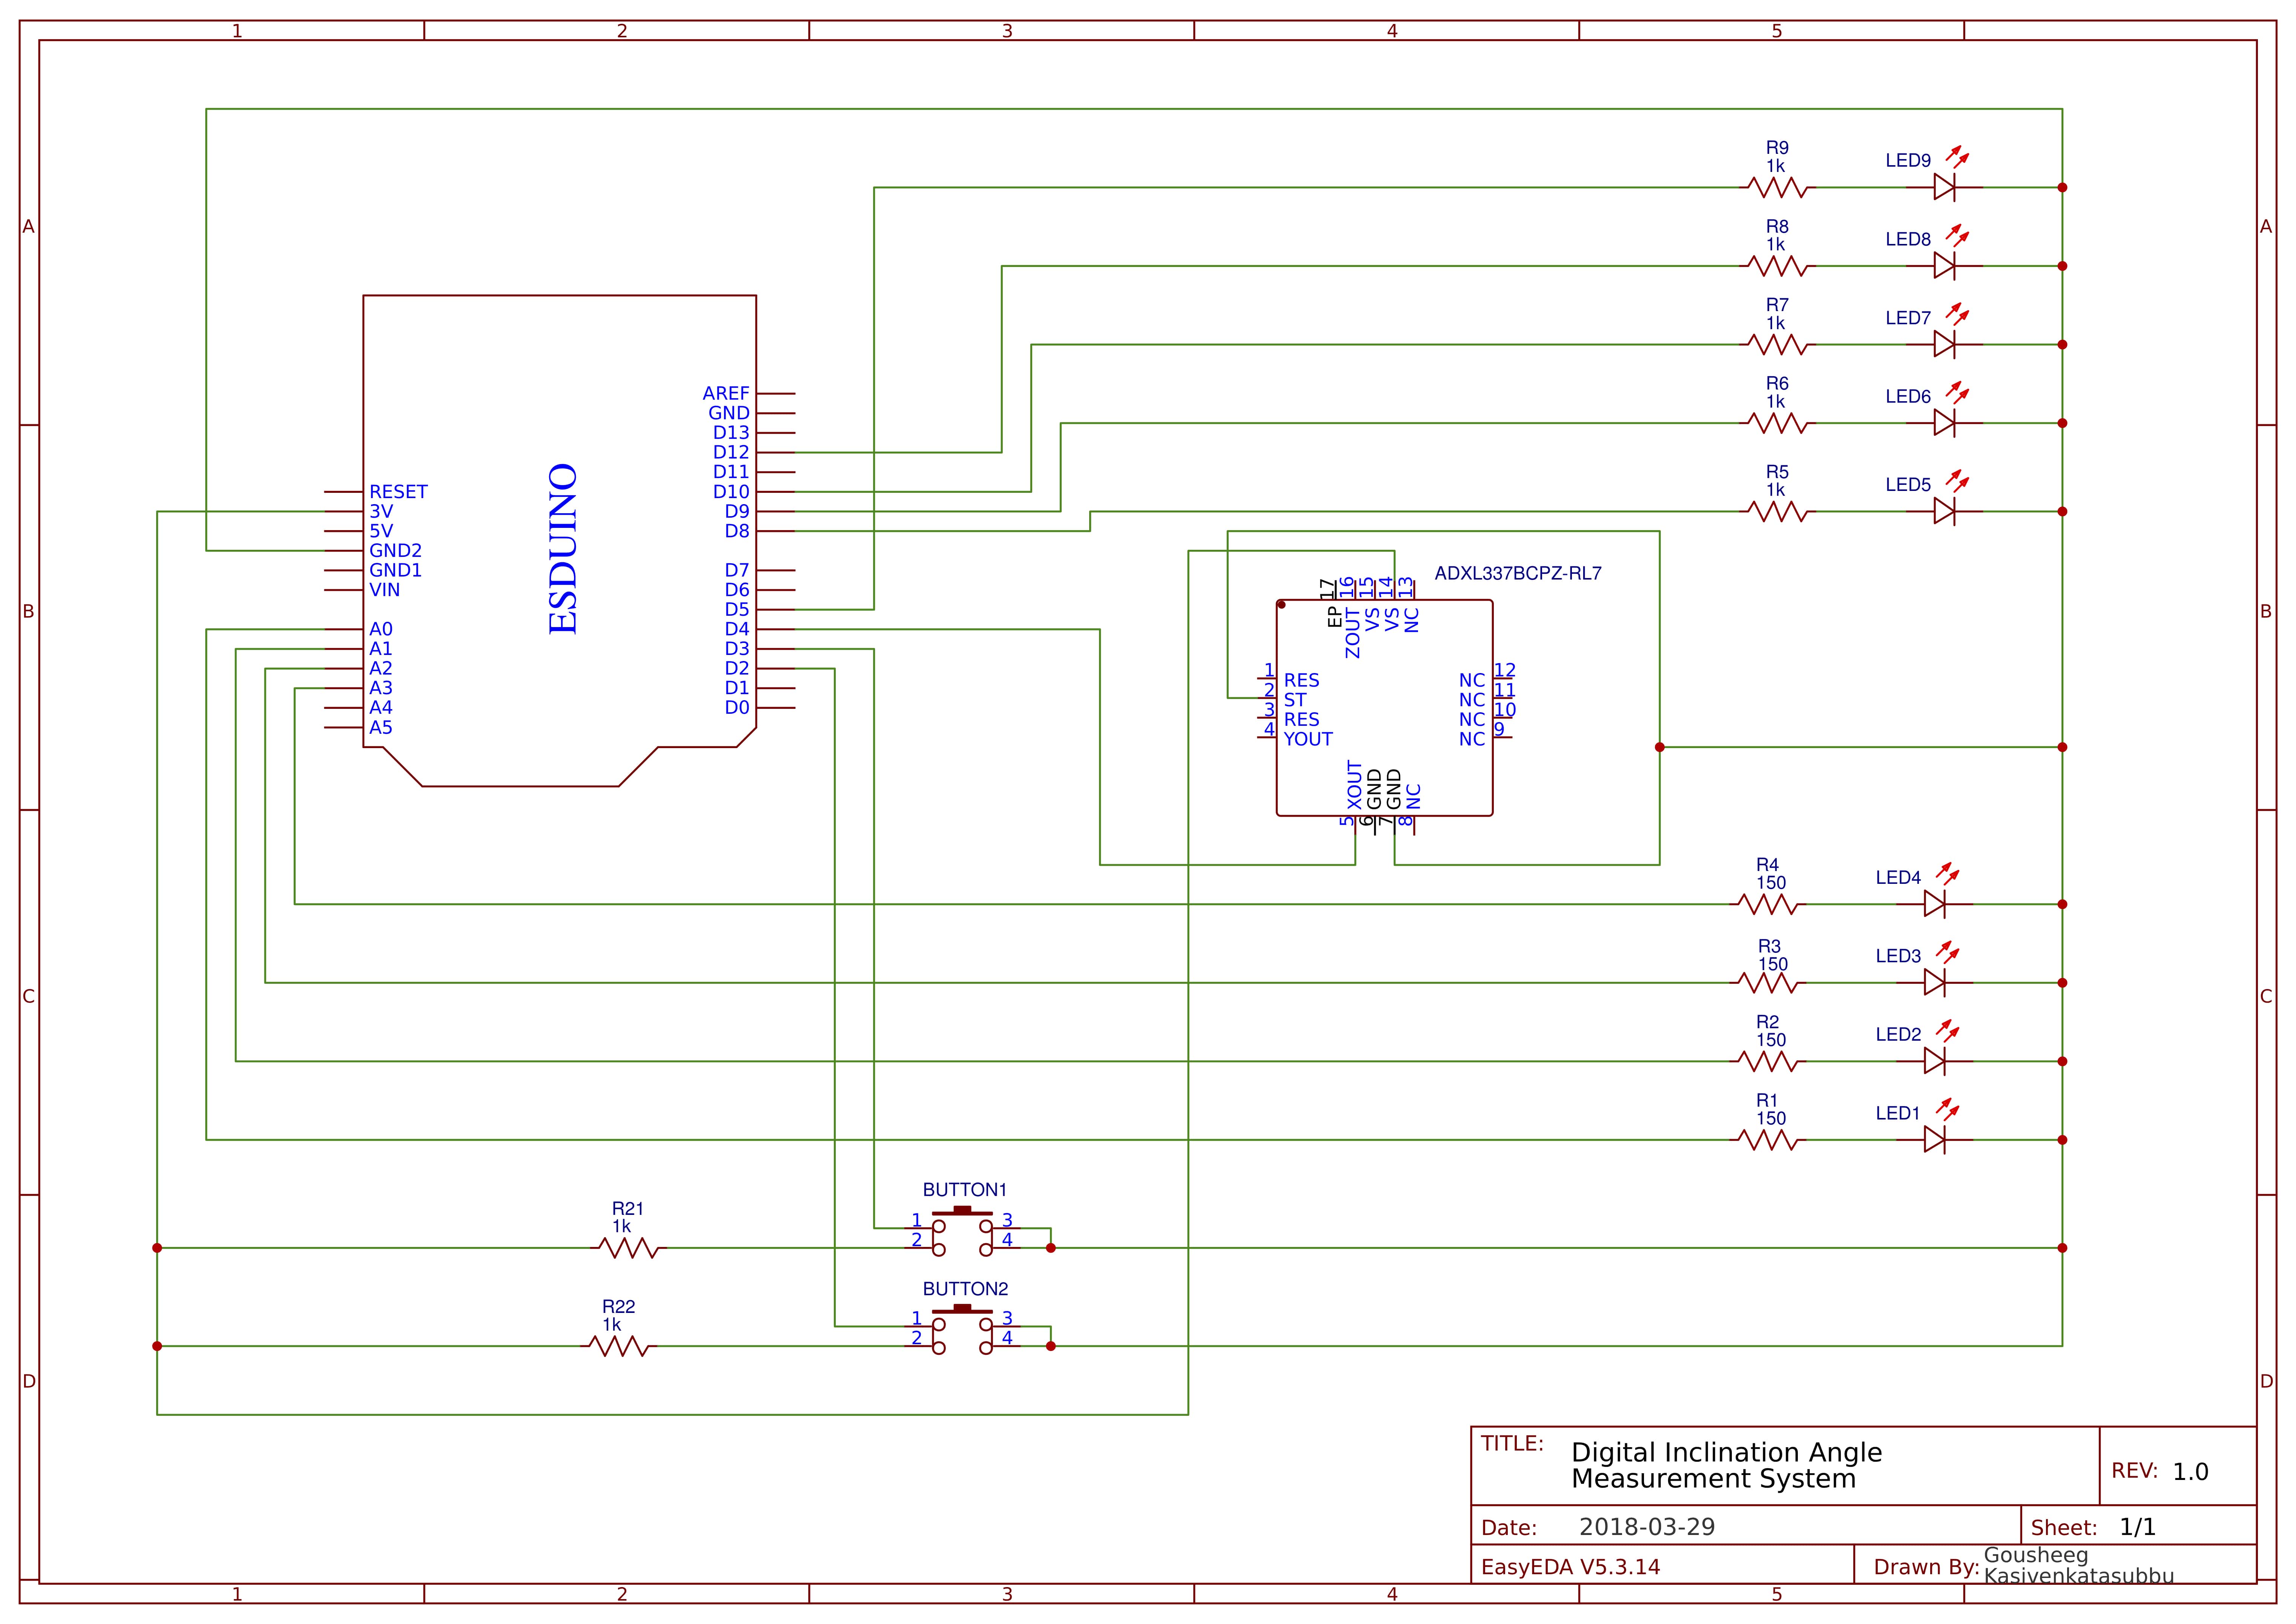 1 2 3 4 5
A A
B B
C C
D D
1 2 3 4 5
R9
1k
LED9
R8
1k
LED8
R7
1k
LED7
R6
1k
LED6
R5
1k
LED5
ESDUINO
RESET
3V
5V
GND2
GND1
VIN
A0
A1
A2
A3
A4
A5
AREF
GND
D13
D12
D11
D10
D9
D8
D7
D6
D5
D4
D3
D2
D1
D0
ADXL337BCPZ-RL7
17 16 15 14 13
EP ZOUT VS VS NC
1 RES
2 ST
3 RES
4 YOUT
NC 12
NC 11
NC 10
NC 9
XOUT GND GND NC
5 6 7 8
R4
150
LED4
R3
150
LED3
R2
150
LED2
R1
150
LED1
BUTTON1
1 3
2 4
R21
1k
BUTTON2
1 3
2 4
R22
1k
TITLE:
Digital Inclination Angle
Measurement System
REV: 1.0
Date: 2018-03-29
Sheet: 1/1
EasyEDA V5.3.14
Drawn By: Gousheeg
Kasivenkatasubbu